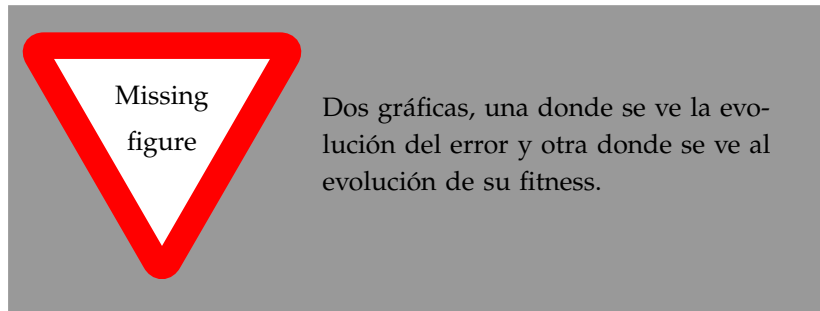 Missing
figure
Dos gráficas, una donde se ve la evo-
lución del error y otra donde se ve al
evolución de su fitness.